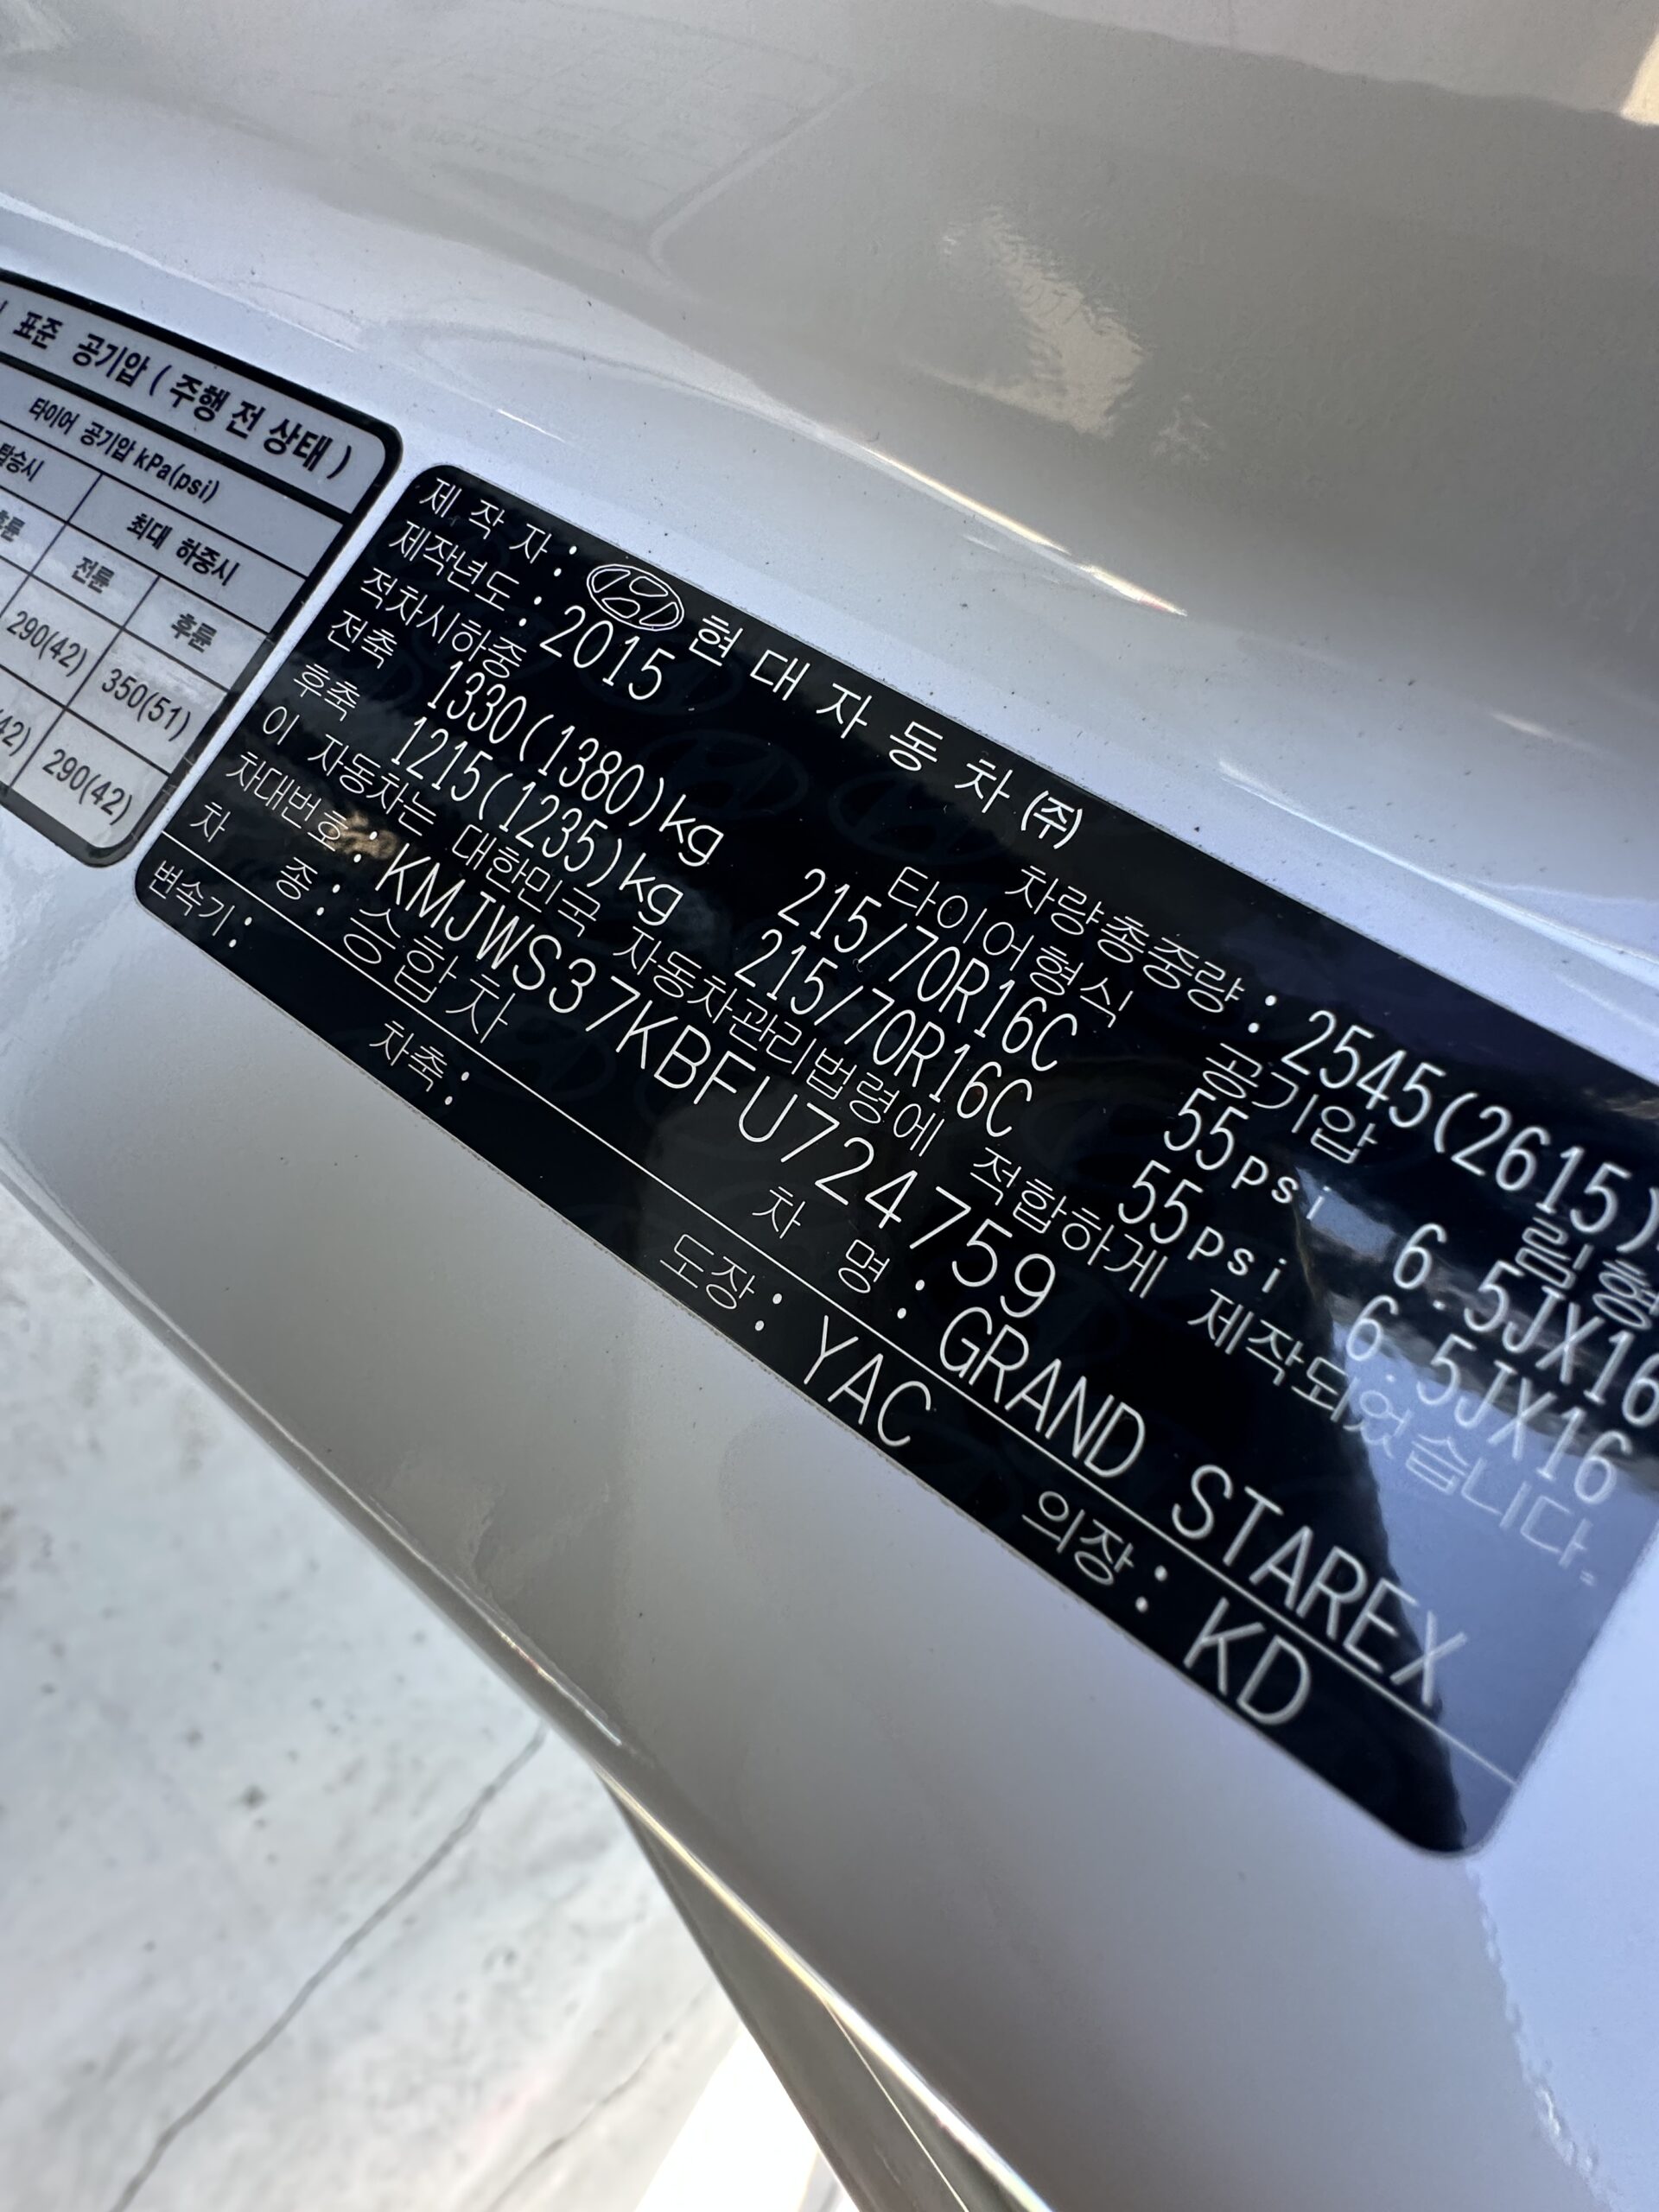 표준 공기압 ( 주행 전 상태 )
타이어 공기압 kPa(psi)
탑승시 최대 하중시
후륜 전륜 후륜
290(42) 350(51)
290(42)
제 작 자 : 현 대 자 동 차 (주)
제작년도 : 2015 차량총중량 : 2545(2615)
적차시하중 타이어형식 공기압 림형
전축 1330(1380)kg 215/70R16C 55psi 6.5JX16
후축 1215(1235)kg 215/70R16C 55psi 6.5JX16
이 자동차는 대한민국 자동차관리법령에 적합하게 제작되었습니다.
차대번호 : KMJWS37KBFU724759
차 종 : 승합차 차 명 : GRAND STAREX
변속기 : 차축 : 도장 : YAC 의장 : KD